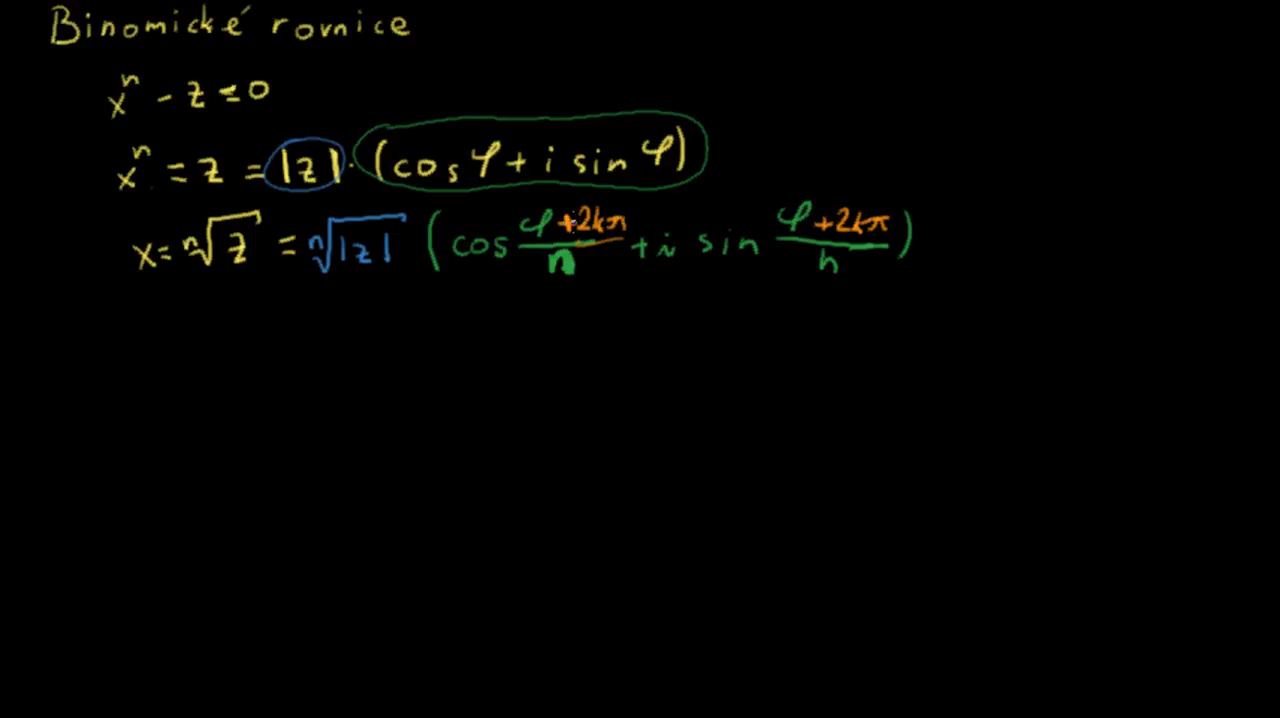 Binomické rovnice
xⁿ - z = 0
xⁿ = z = |z| · (cos φ + i sin φ)
x = ⁿ√z = ⁿ√|z| (cos (φ+2kπ)/n + i sin (φ+2kπ)/n)